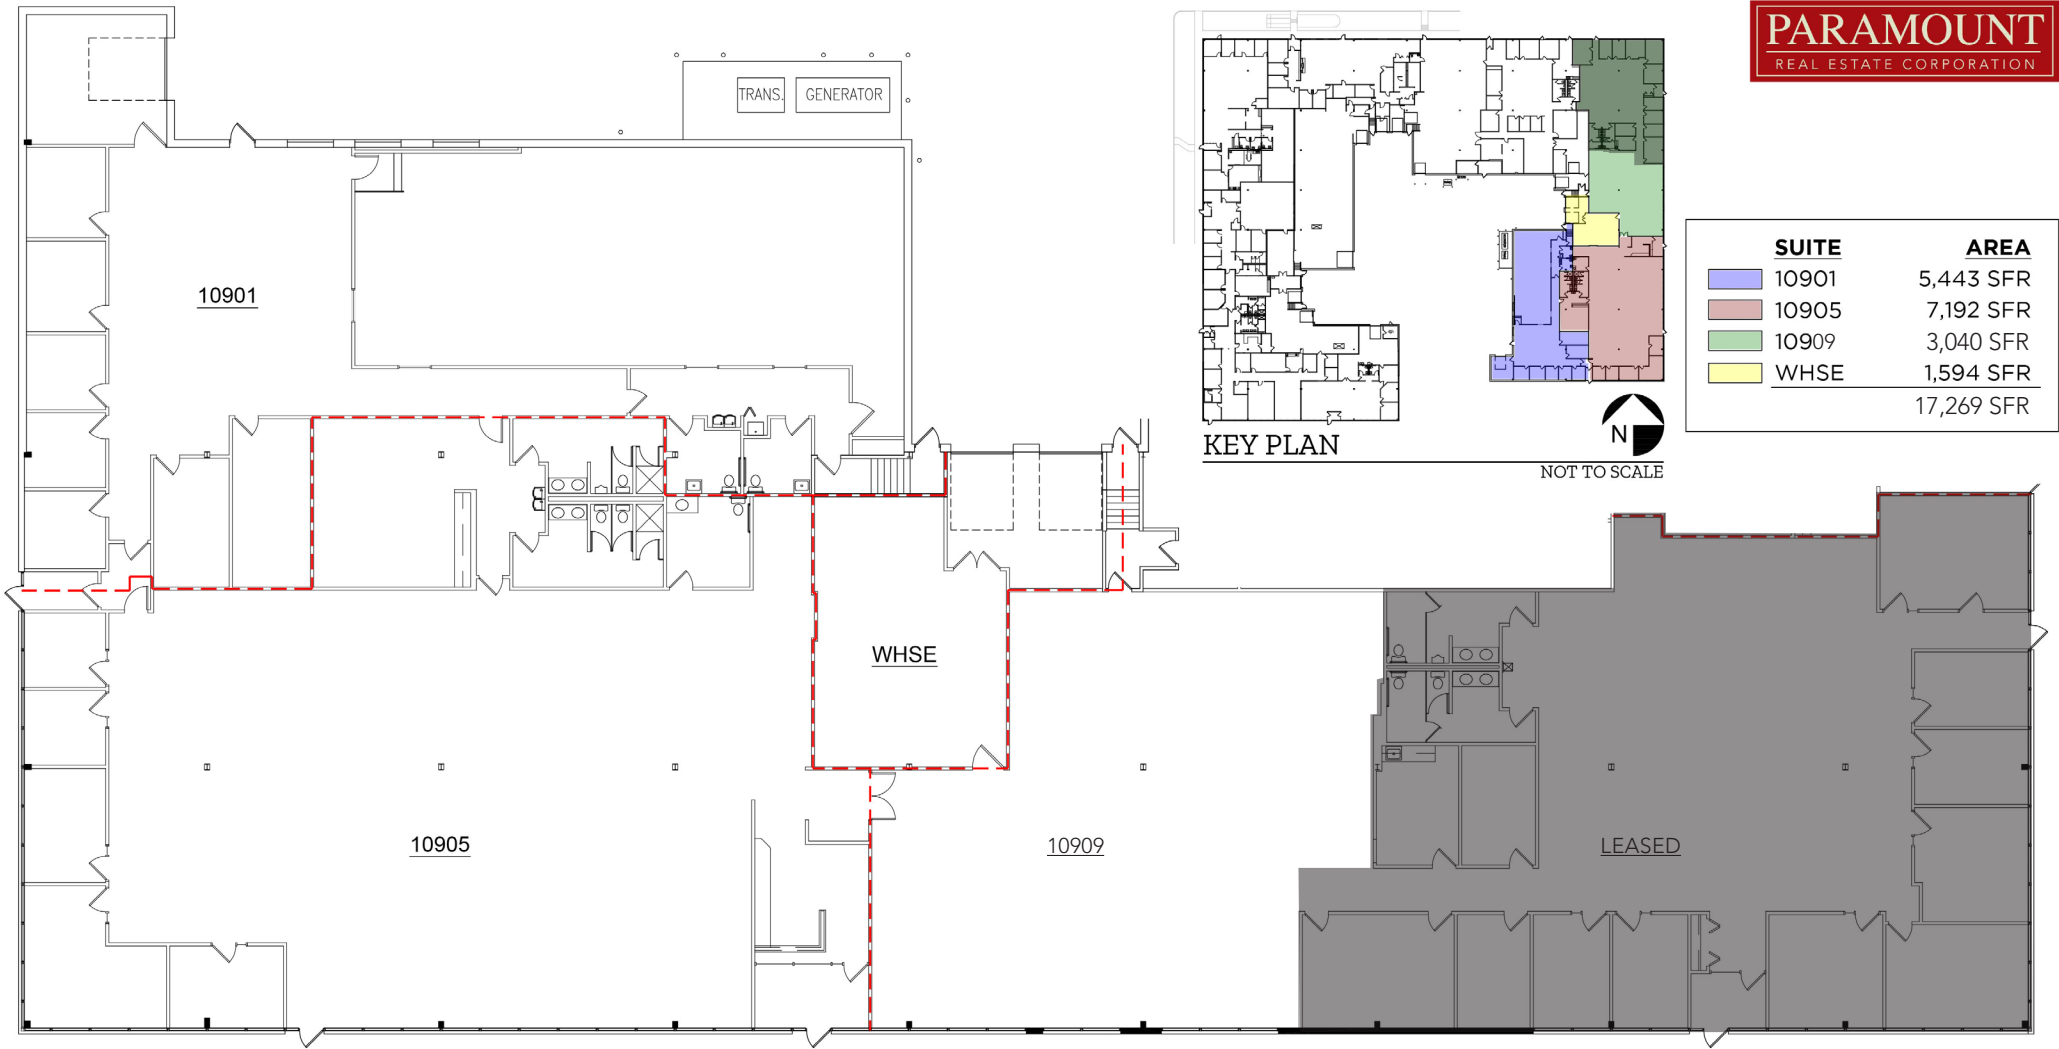 PARAMOUNT
REAL ESTATE CORPORATION
TRANS.
GENERATOR
SUITE AREA
10901 5,443 SFR
10905 7,192 SFR
10909 3,040 SFR
WHSE 1,594 SFR
17,269 SFR
N
KEY PLAN
NOT TO SCALE
10901
WHSE
10905
10909
LEASED